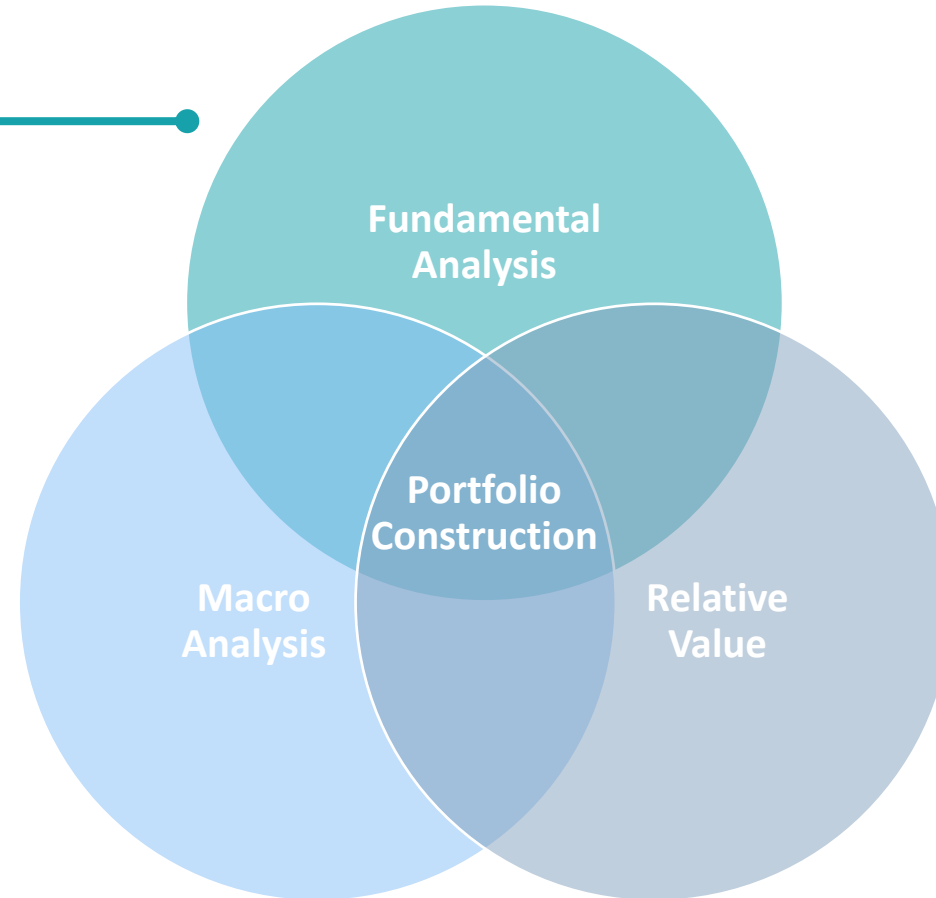 Fundamental
Analysis
Portfolio
Construction
Macro
Analysis
Relative
Value